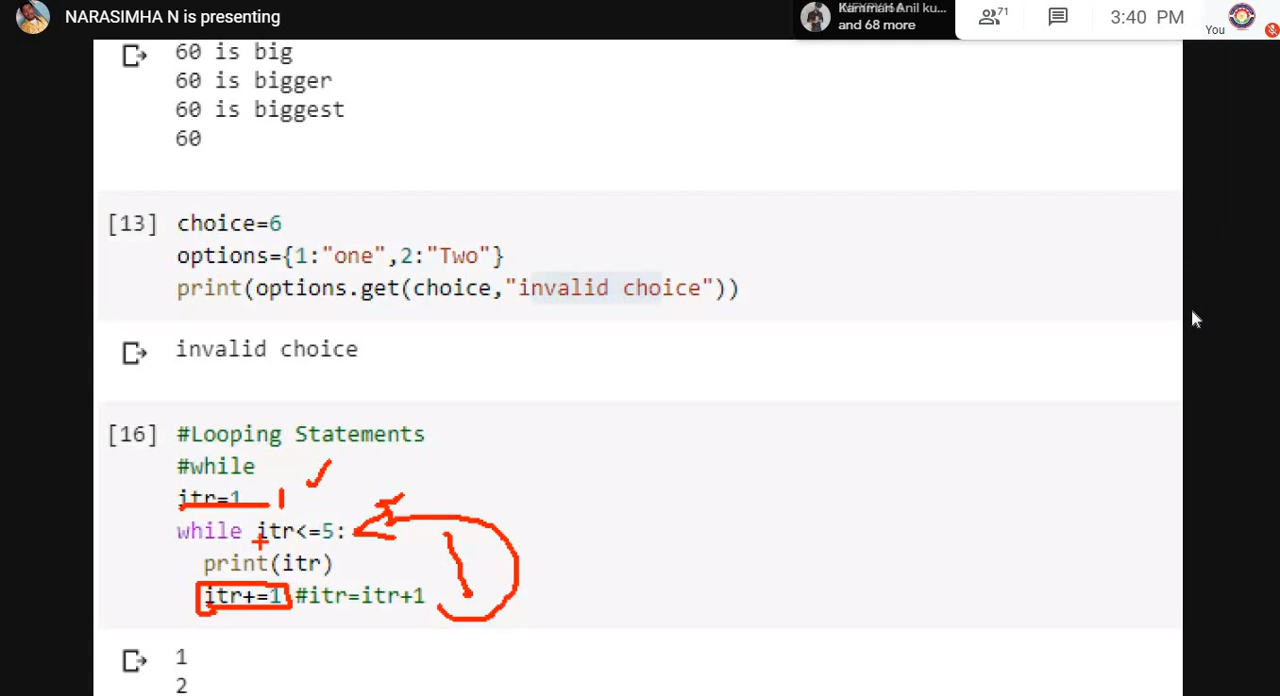 NARASIMHA N is presenting
and 68 more
71
3:40 PM
You
60 is big
60 is bigger
60 is biggest
60
[13] choice=6
options={1:"one",2:"Two"}
print(options.get(choice,"invalid choice"))
invalid choice
[16] #Looping Statements
#while
itr=1
while itr<=5:
print(itr)
itr+=1 #itr=itr+1
1
2